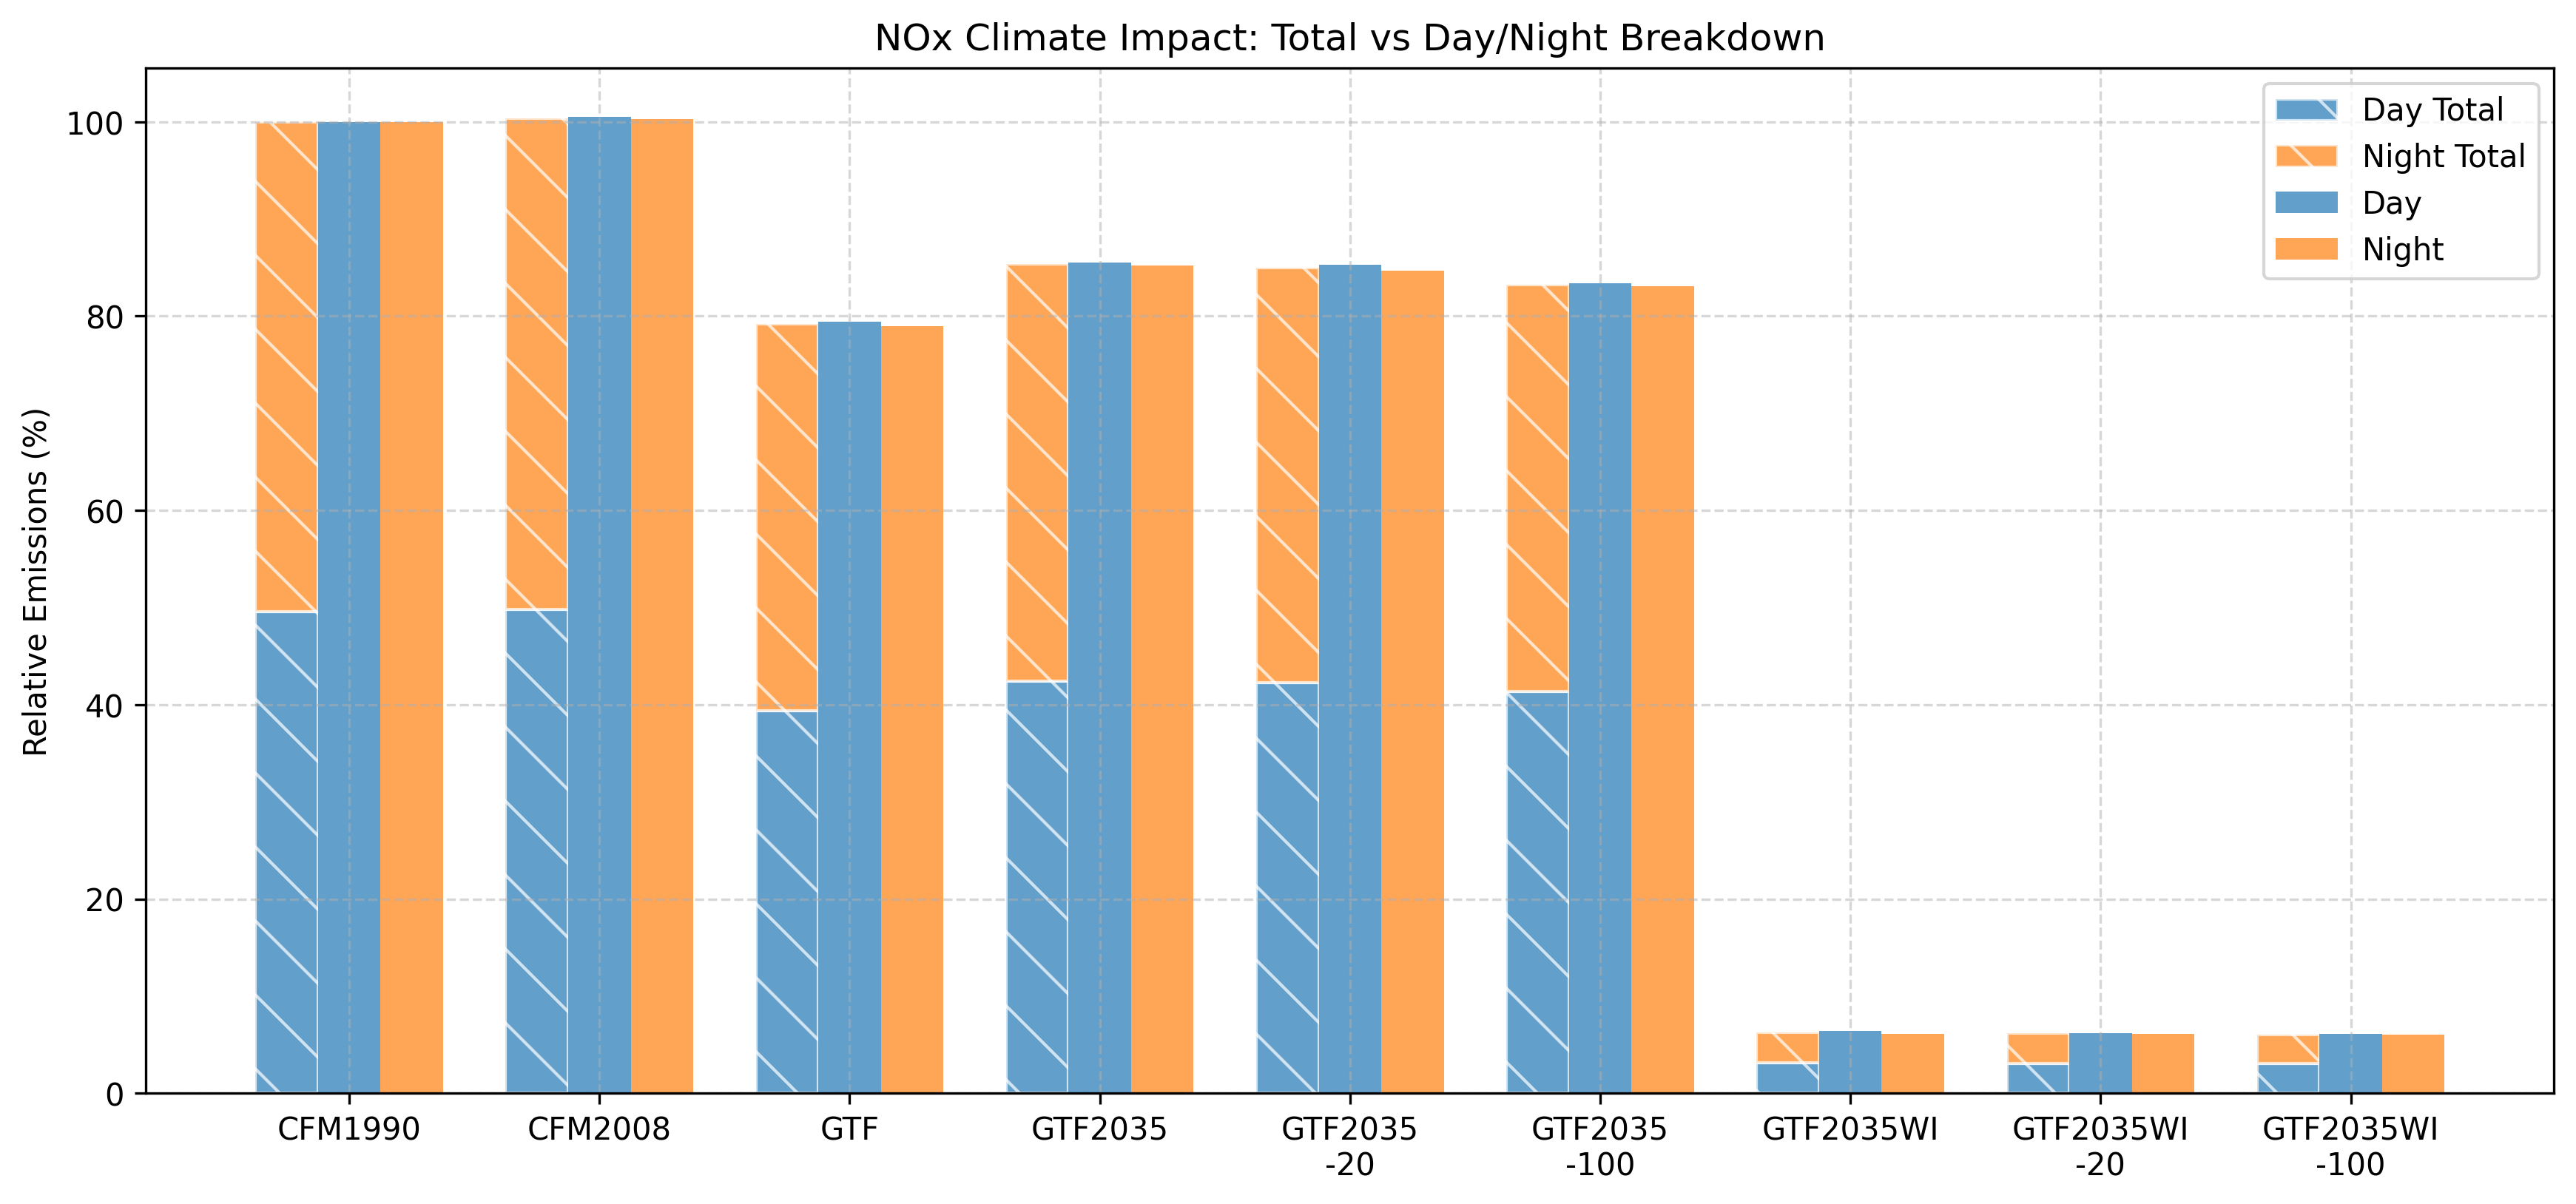 NOx Climate Impact: Total vs Day/Night Breakdown
Relative Emissions (%)
100
80
60
40
20
0
Day Total
Night Total
Day
Night
CFM1990
CFM2008
GTF
GTF2035
GTF2035
-20
GTF2035
-100
GTF2035WI
GTF2035WI
-20
GTF2035WI
-100